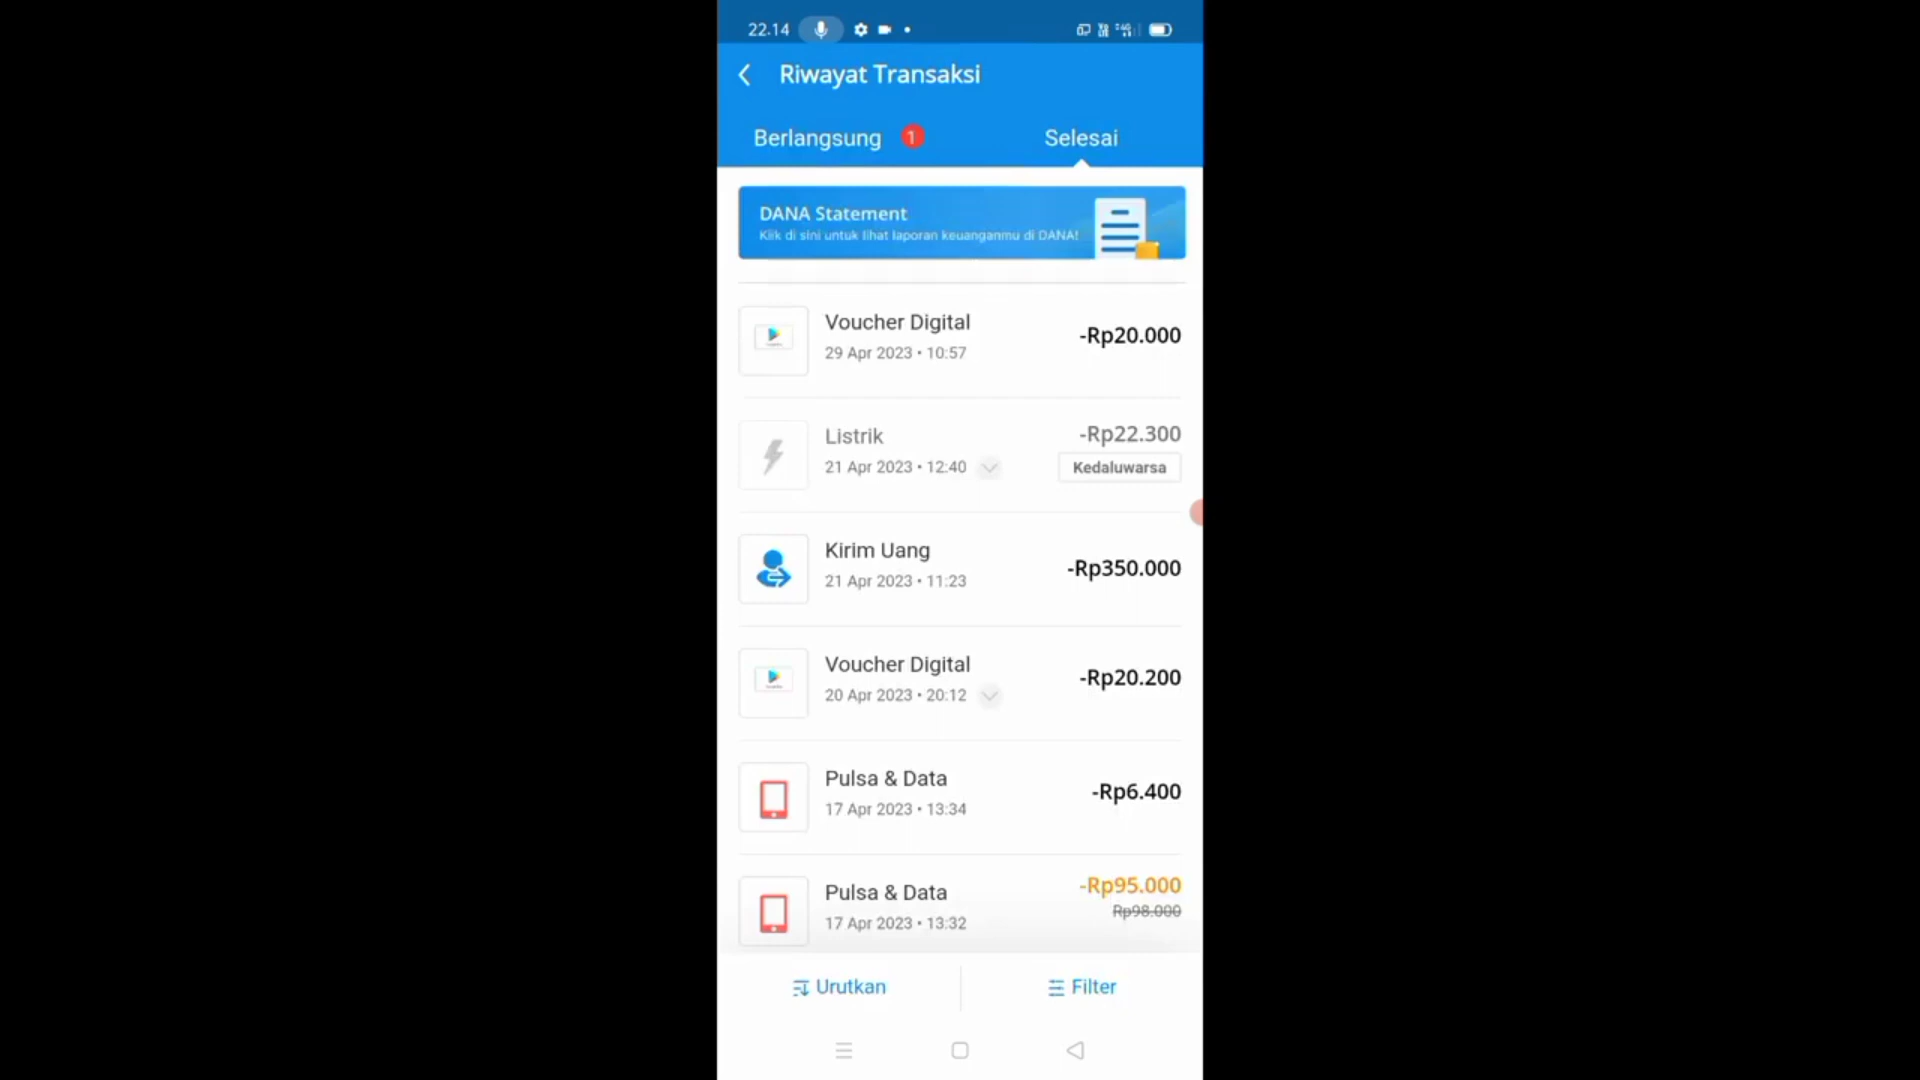 22.14
Riwayat Transaksi
Berlangsung 1
Selesai
DANA Statement
Klik di sini untuk lihat laporan keuanganmu di DANA!
Voucher Digital
29 Apr 2023 • 10:57
-Rp20.000
Listrik
21 Apr 2023 • 12:40
-Rp22.300
Kedaluwarsa
Kirim Uang
21 Apr 2023 • 11:23
-Rp350.000
Voucher Digital
20 Apr 2023 • 20:12
-Rp20.200
Pulsa & Data
17 Apr 2023 • 13:34
-Rp6.400
Pulsa & Data
17 Apr 2023 • 13:32
-Rp95.000
Rp98.000
Urutkan
Filter